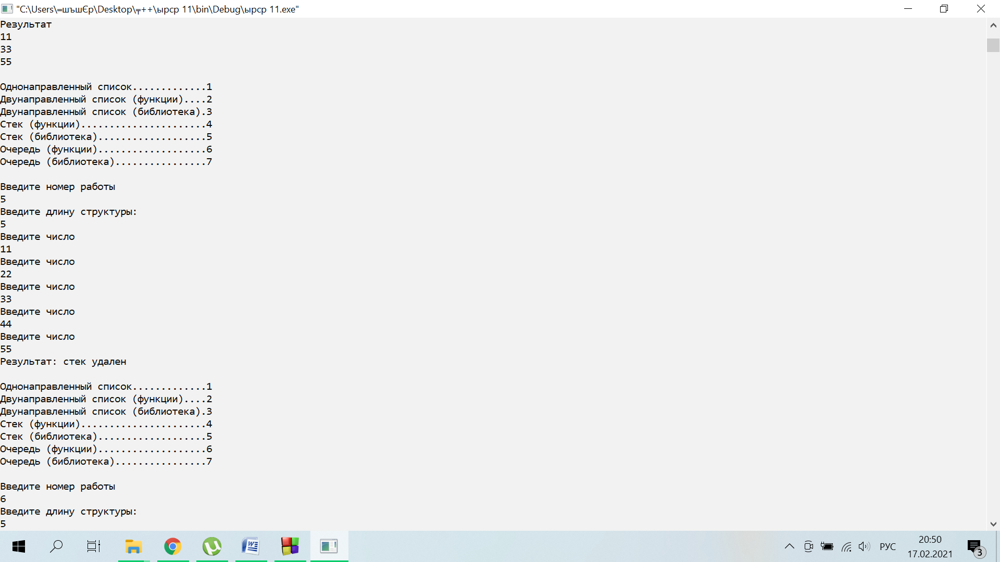 "C:\Users\=шъшЄр\Desktop\╤++\ырср 11\bin\Debug\ырср 11.exe"
Результат
11
33
55
Однонаправленный список.............1
Двунаправленный список (функции)....2
Двунаправленный список (библиотека).3
Стек (функции)......................4
Стек (библиотека)...................5
Очередь (функции)...................6
Очередь (библиотека)................7
Введите номер работы
5
Введите длину структуры:
5
Введите число
11
Введите число
22
Введите число
33
Введите число
44
Введите число
55
Результат: стек удален
Однонаправленный список.............1
Двунаправленный список (функции)....2
Двунаправленный список (библиотека).3
Стек (функции)......................4
Стек (библиотека)...................5
Очередь (функции)...................6
Очередь (библиотека)................7
Введите номер работы
6
Введите длину структуры:
5
РУС
20:50
17.02.2021
3